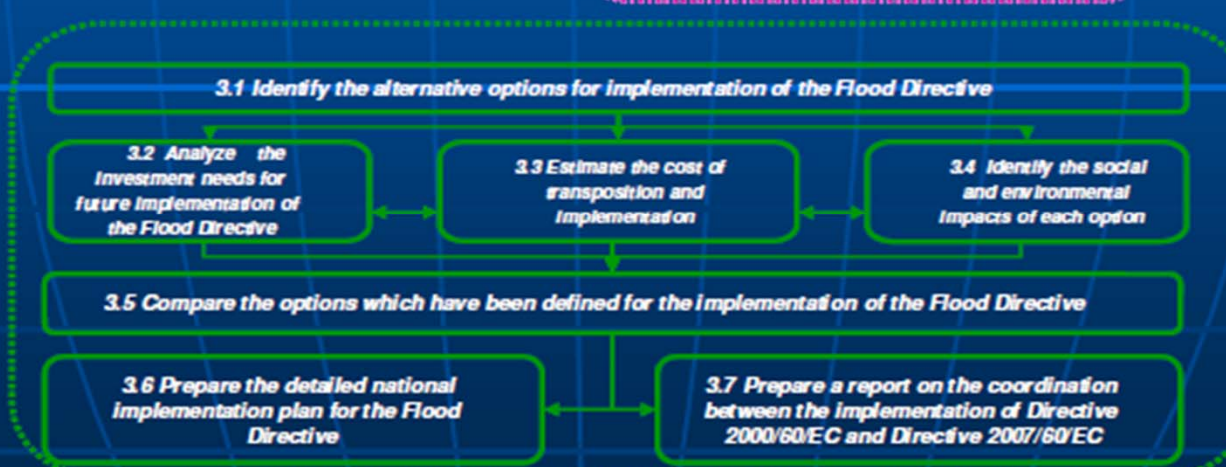 3.1 Identify the alternative options for implementation of the Flood Directive
3.2 Analyze the
Investment needs for
future Implementation of
the Flood Directive
3.3 Estimate the cost of
transposition and
Implementation
3.4 Identify the social
and environmental
Impacts of each option
3.5 Compare the options which have been defined for the implementation of the Flood Directive
3.6 Prepare the detailed national
implementation plan for the Flood
Directive
3.7 Prepare a report on the coordination
between the implementation of Directive
2000/60/EC and Directive 2007/60/EC